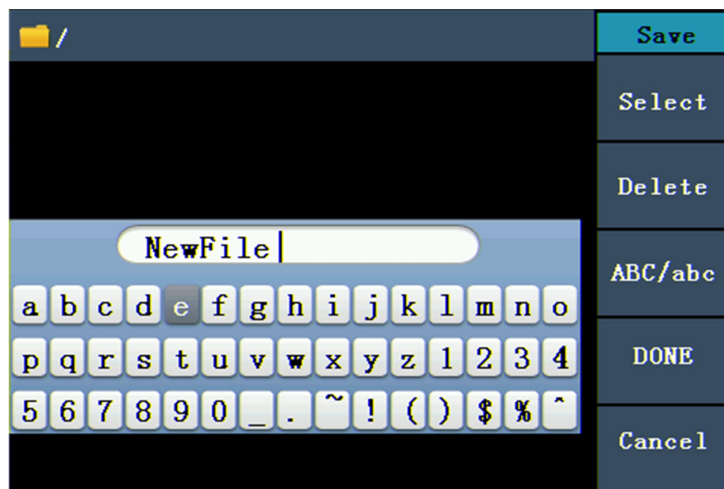 /
Save
Select
Delete
NewFile
ABC/abc
a b c d e f g h i j k l m n o
p q r s t u v w x y z 1 2 3 4
DONE
5 6 7 8 9 0 _ . ~ ! ( ) $ % ^
Cancel